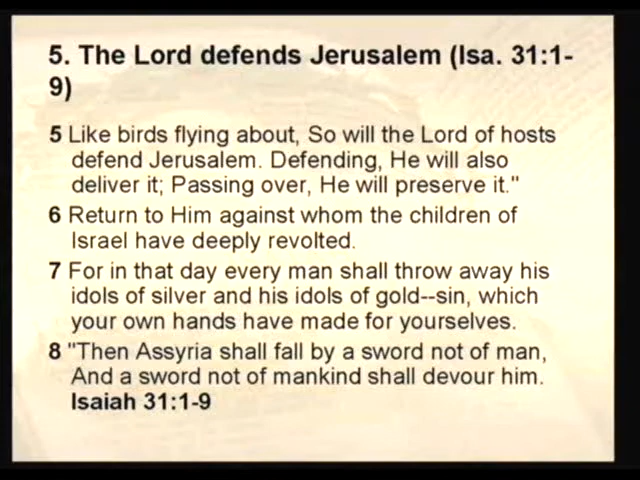 5. The Lord defends Jerusalem (Isa. 31:1-
9)
5 Like birds flying about, So will the Lord of hosts
defend Jerusalem. Defending, He will also
deliver it; Passing over, He will preserve it."
6 Return to Him against whom the children of
Israel have deeply revolted.
7 For in that day every man shall throw away his
idols of silver and his idols of gold--sin, which
your own hands have made for yourselves.
8 "Then Assyria shall fall by a sword not of man,
And a sword not of mankind shall devour him.
Isaiah 31:1-9